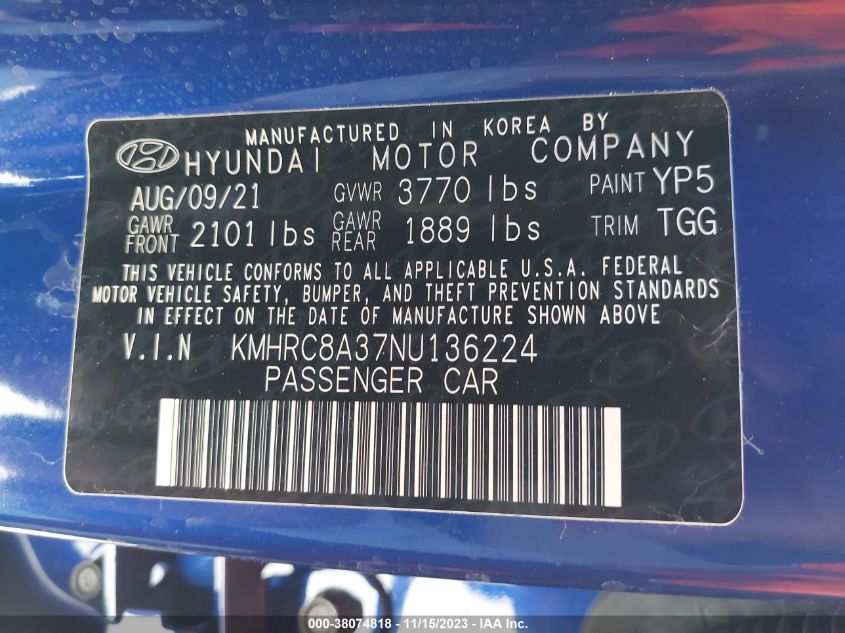 MANUFACTURED IN KOREA BY
HYUNDAI MOTOR COMPANY
AUG/09/21 GVWR 3770 lbs PAINT YP5
GAWR FRONT 2101 lbs GAWR REAR 1889 lbs TRIM TGG
THIS VEHICLE CONFORMS TO ALL APPLICABLE U.S.A. FEDERAL
MOTOR VEHICLE SAFETY, BUMPER, AND THEFT PREVENTION STANDARDS
IN EFFECT ON THE DATE OF MANUFACTURE SHOWN ABOVE
V.I.N KMHRC8A37NU136224
PASSENGER CAR
000-38074818 - 11/15/2023 - IAA Inc.